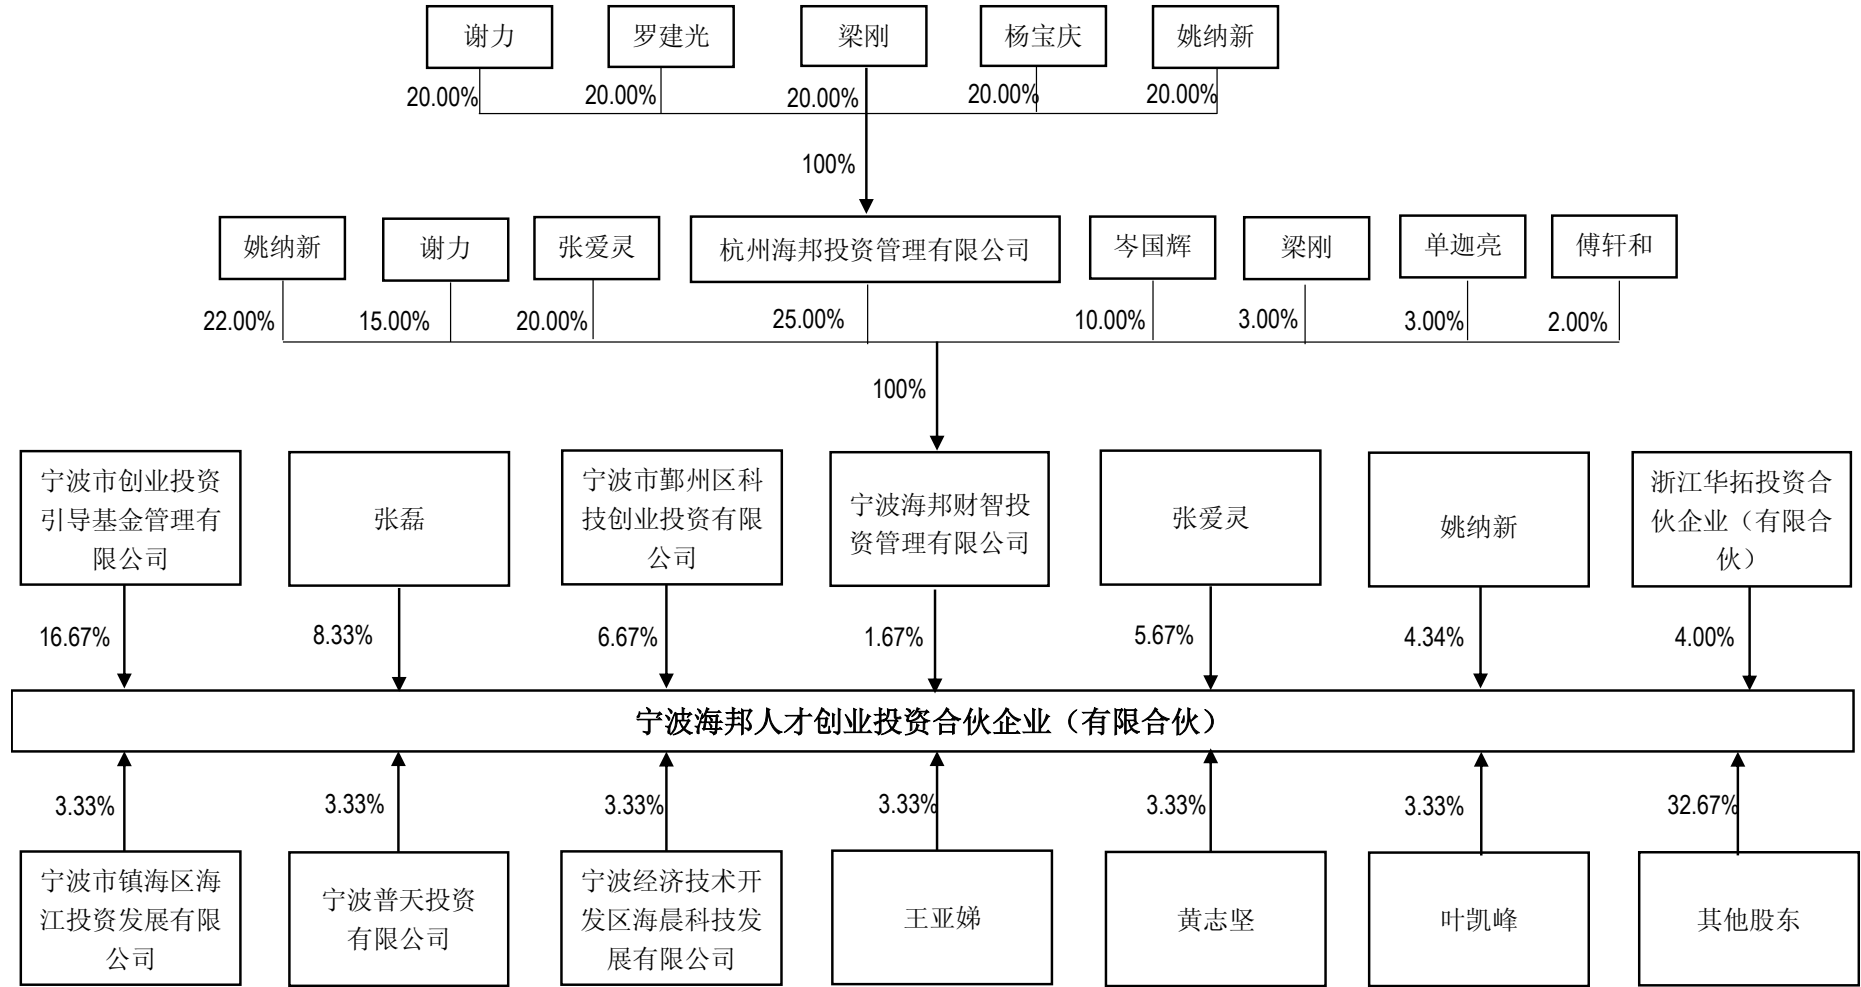 谢力
罗建光
梁刚
杨宝庆
姚纳新
20.00%
20.00%
20.00%
20.00%
20.00%
100%
姚纳新
谢力
张爱灵
杭州海邦投资管理有限公司
岑国辉
梁刚
单迦亮
傅轩和
22.00%
15.00%
20.00%
25.00%
10.00%
3.00%
3.00%
2.00%
100%
宁波市创业投资
引导基金管理有
限公司
张磊
宁波市鄞州区科
技创业投资有限
公司
宁波海邦财智投
资管理有限公司
张爱灵
姚纳新
浙江华拓投资合
伙企业（有限合
伙）
16.67%
8.33%
6.67%
1.67%
5.67%
4.34%
4.00%
宁波海邦人才创业投资合伙企业（有限合伙）
3.33%
3.33%
3.33%
3.33%
3.33%
3.33%
32.67%
宁波市镇海区海
江投资发展有限
公司
宁波普天投资
有限公司
宁波经济技术开
发区海晨科技发
展有限公司
王亚娣
黄志坚
叶凯峰
其他股东